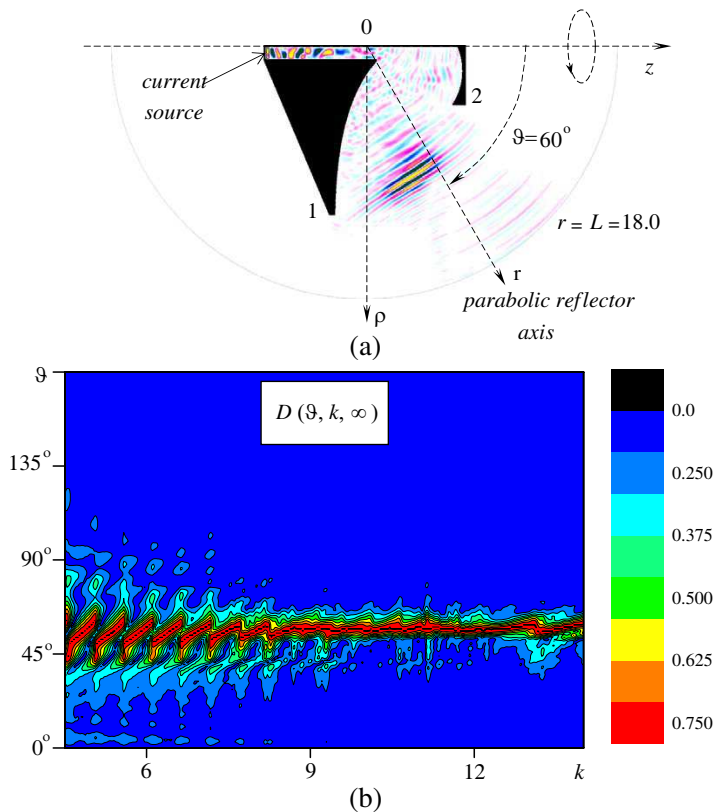 0
z
current
source
2
ϑ=60°
1
r = L =18.0
r
parabolic reflector
axis
ρ
(a)
ϑ
D (ϑ, k, ∞)
0.0
135°
0.250
0.375
90°
0.500
45°
0.625
0.750
0°
6
9
12
k
(b)